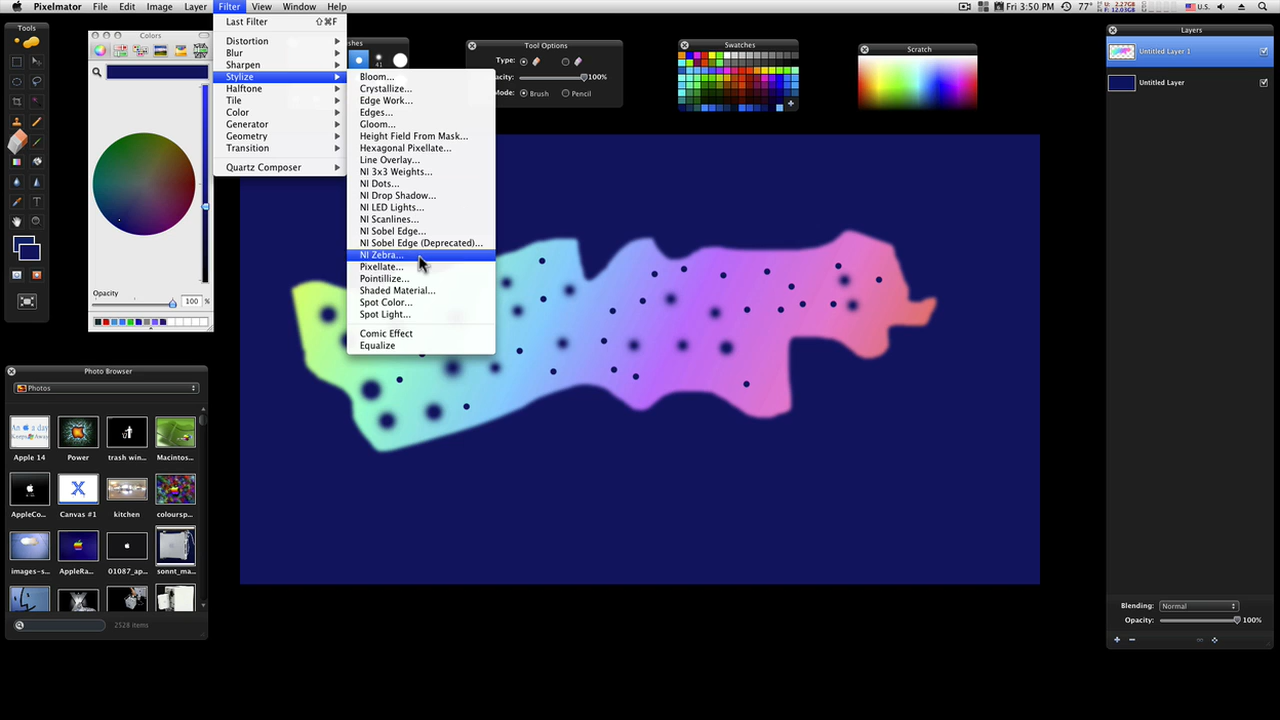 Pixelmator File Edit Image Layer Filter View Window Help
77° Fri 3:50 PM U.S.
Tools
Colors
Opacity
100 %
Last Filter ⇧⌘F
Distortion
Blur
Sharpen
Stylize
Halftone
Tile
Color
Generator
Geometry
Transition
Quartz Composer
Bloom...
Crystallize...
Edge Work...
Edges...
Gloom...
Height Field From Mask...
Hexagonal Pixellate...
Line Overlay...
NI 3x3 Weights...
NI Dots...
NI Drop Shadow...
NI LED Lights...
NI Scanlines...
NI Sobel Edge...
NI Sobel Edge (Deprecated)...
NI Zebra...
Pixellate...
Pointillize...
Shaded Material...
Spot Color...
Spot Light...
Comic Effect
Equalize
shes
41
Tool Options
Type:
acity: 100%
Mode: Brush Pencil
Swatches
Scratch
Layers
Untitled Layer 1
Untitled Layer
Blending: Normal
Opacity: 100%
Photo Browser
Photos
Apple 14 Power trash win... Macintos...
AppleCo... Canvas #1 kitchen coloursp...
images-s... AppleRa... 01087_ap... sonnt_ma...
2528 items